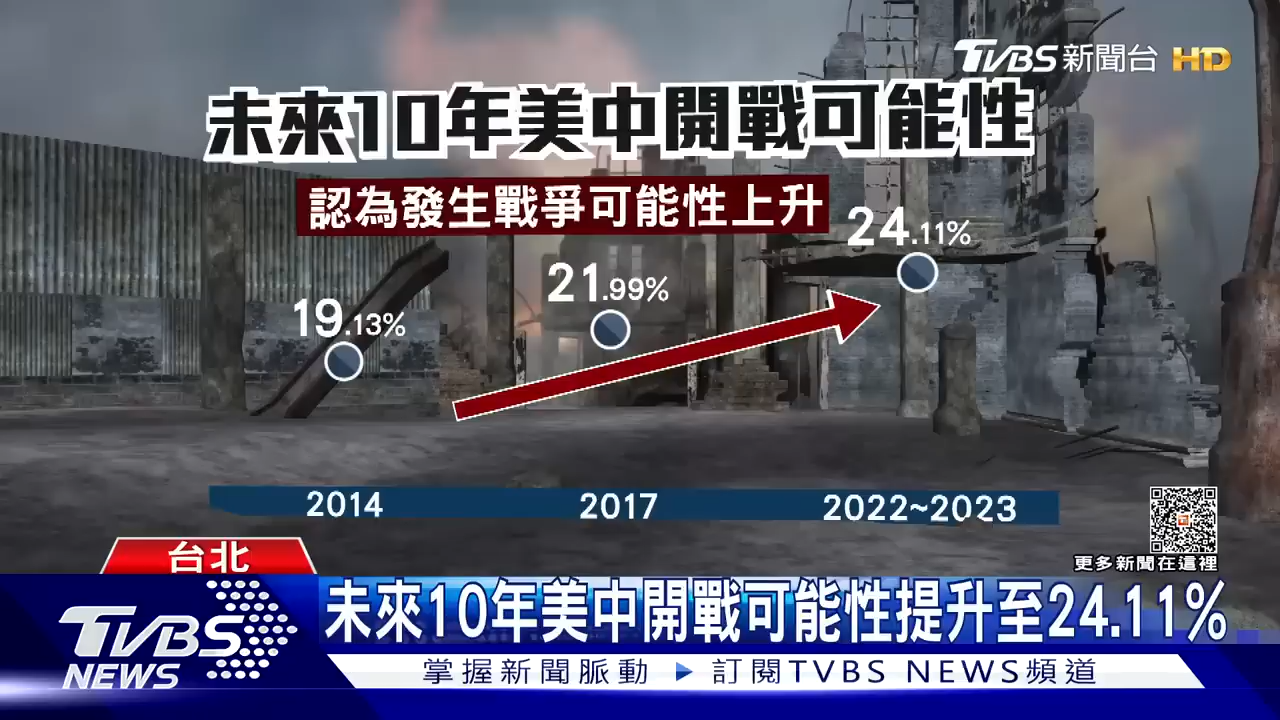 TVBS新聞台 HD
未來10年美中開戰可能性
認為發生戰爭可能性上升
24.11%
21.99%
19.13%
2014 2017 2022~2023
更多新聞在這裡
台北
未來10年美中開戰可能性提升至24.11%
TVBS NEWS
掌握新聞脈動 ▶ 訂閱TVBS NEWS頻道